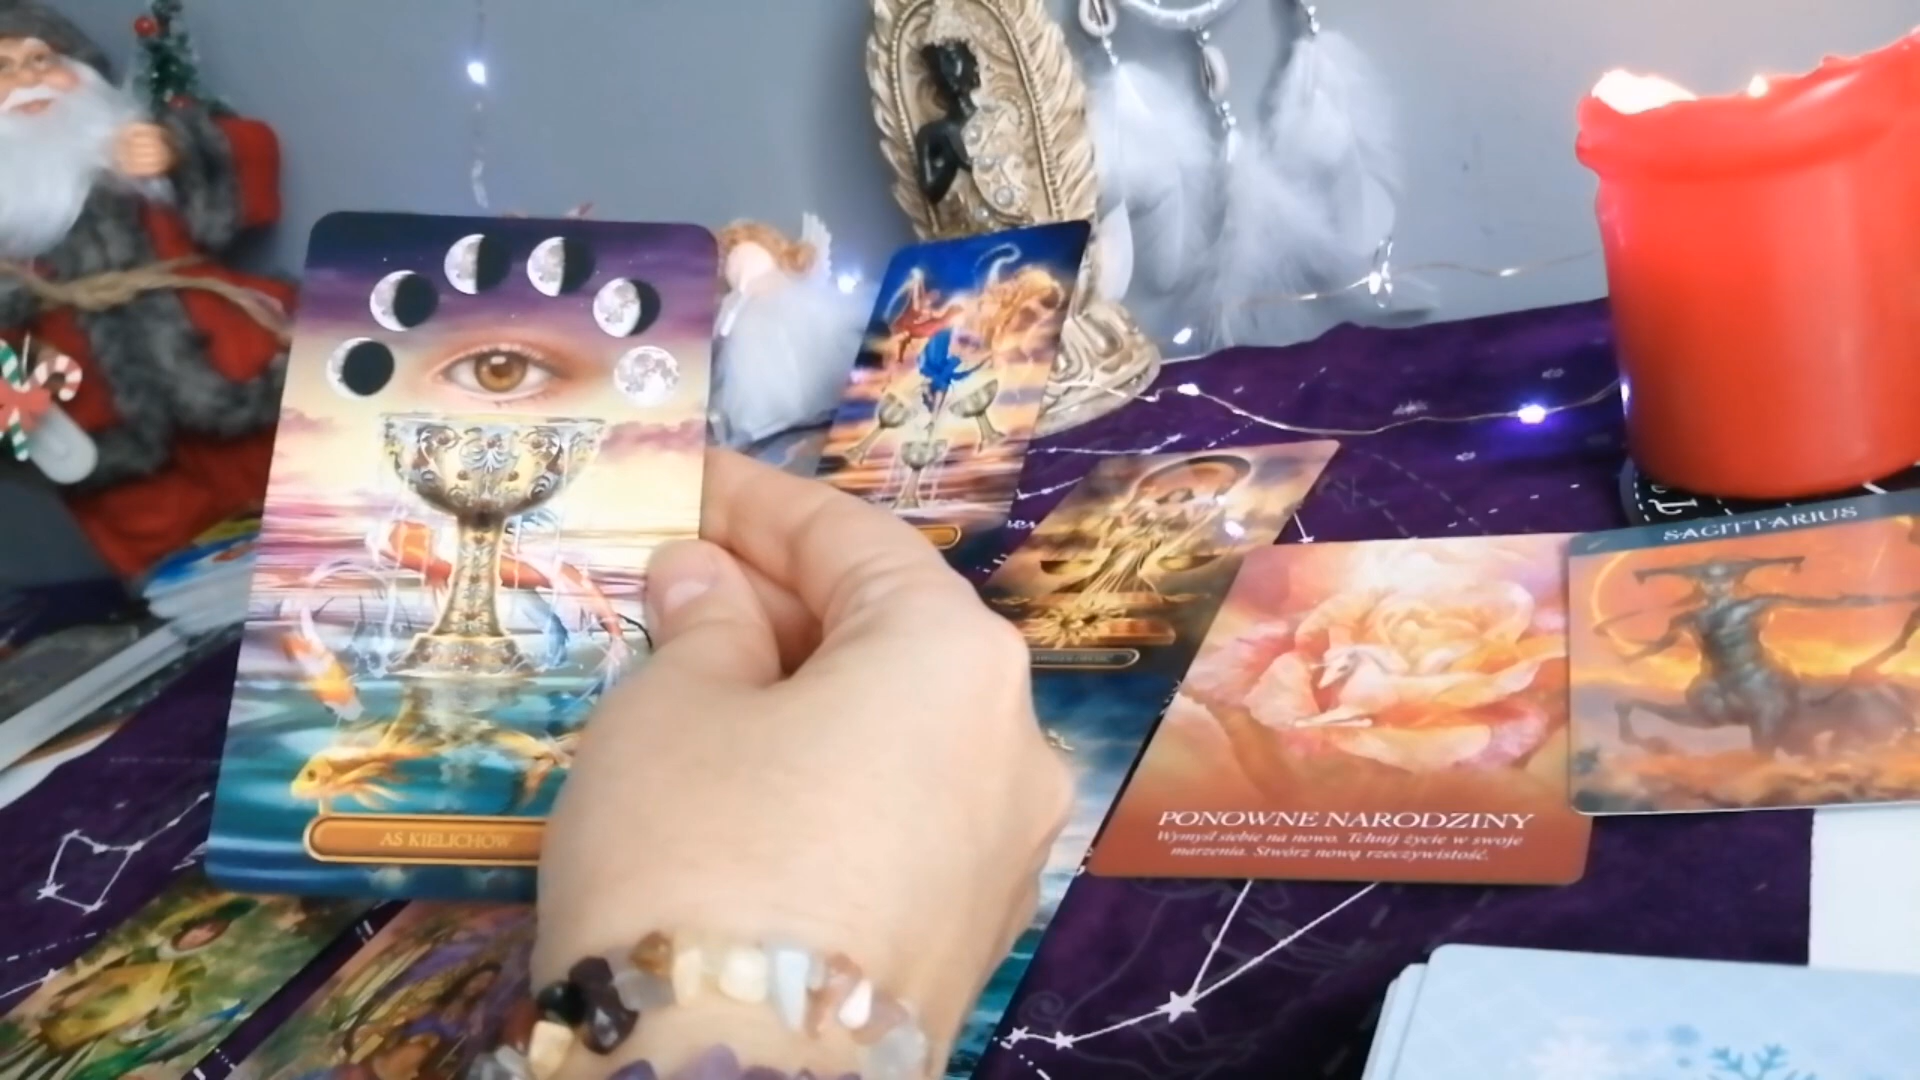 AS KIELICHÓW
SAGITTARIUS
PONOWNE NARODZINY
Wymyśl siebie na nowo. Tchnij życie w swoje
marzenia. Stwórz nową rzeczywistość.